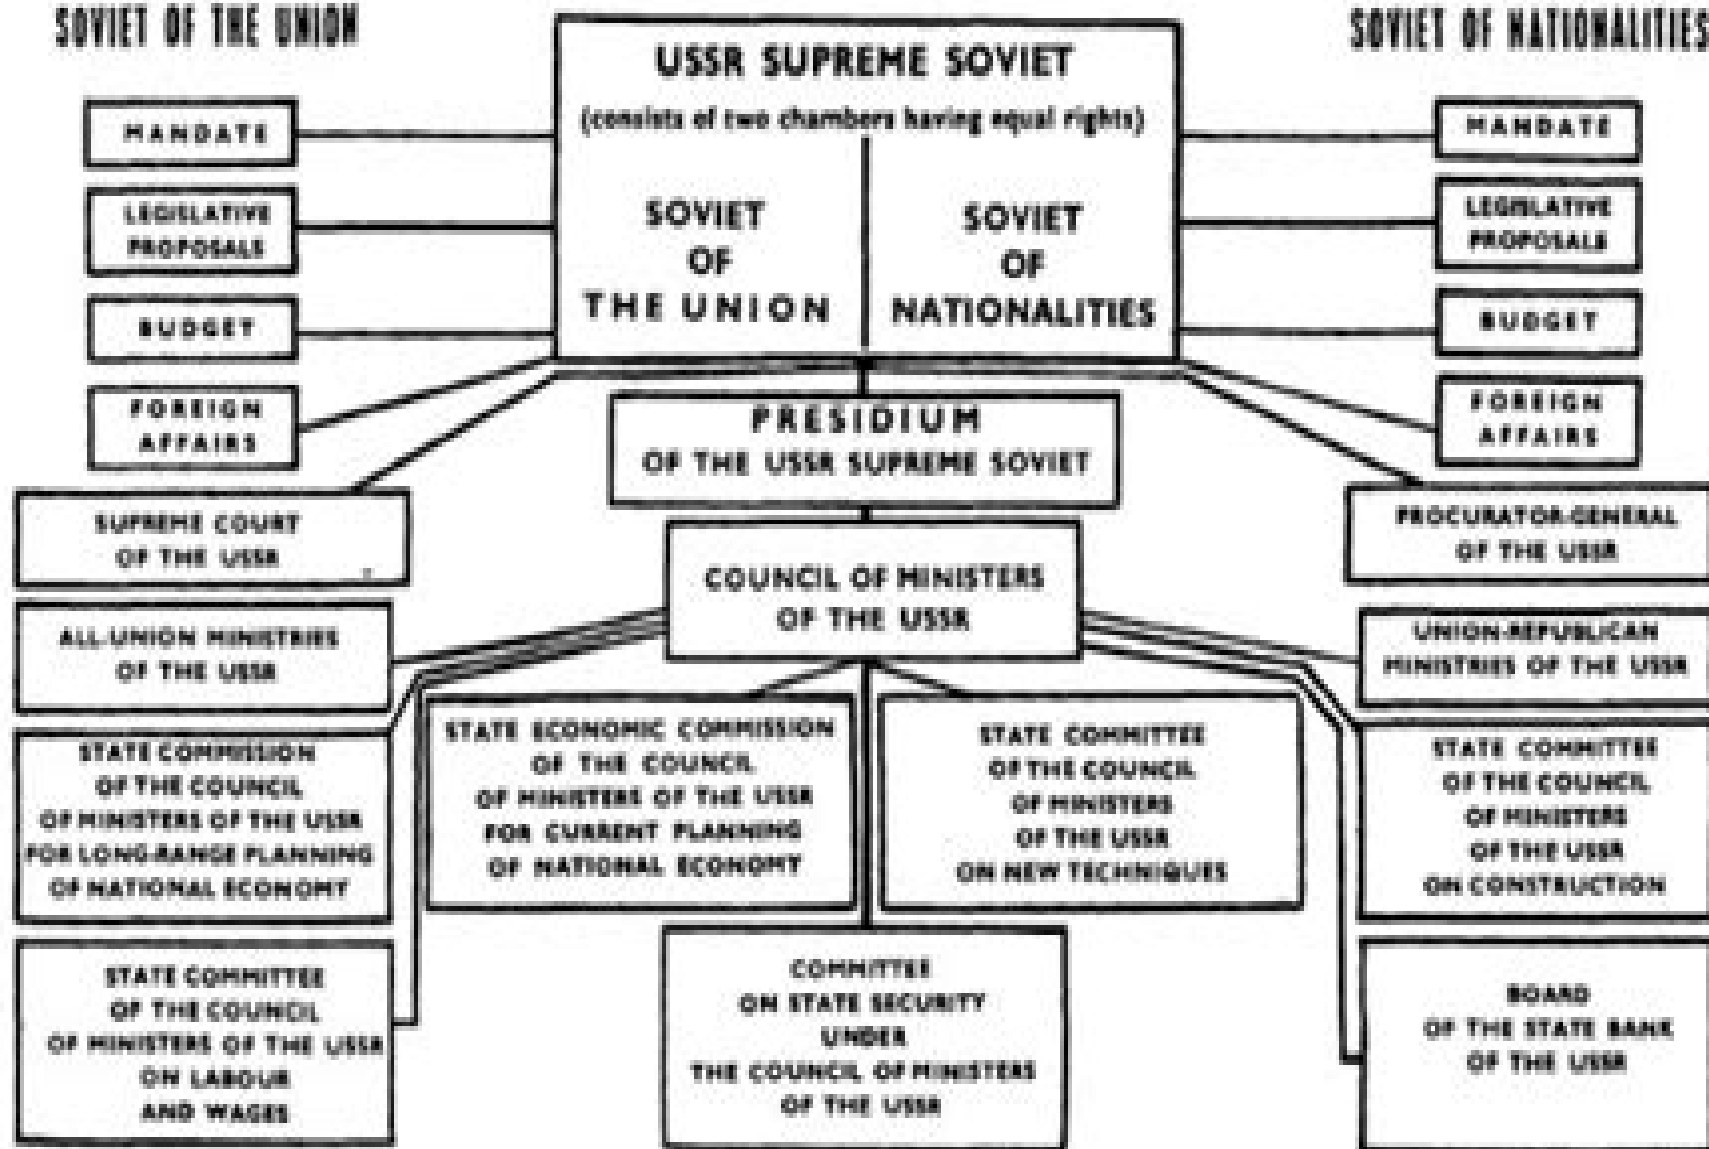 SOVIET OF THE UNION
SOVIET OF NATIONALITIES
USSR SUPREME SOVIET
(consists of two chambers having equal rights)
SOVIET
OF
THE UNION
SOVIET
OF
NATIONALITIES
MANDATE
LEGISLATIVE
PROPOSALS
BUDGET
FOREIGN
AFFAIRS
MANDATE
LEGISLATIVE
PROPOSALS
BUDGET
FOREIGN
AFFAIRS
PRESIDIUM
OF THE USSR SUPREME SOVIET
SUPREME COURT
OF THE USSR
PROCURATOR-GENERAL
OF THE USSR
COUNCIL OF MINISTERS
OF THE USSR
ALL-UNION MINISTRIES
OF THE USSR
UNION-REPUBLICAN
MINISTRIES OF THE USSR
STATE COMMISSION
OF THE COUNCIL
OF MINISTERS OF THE USSR
FOR LONG-RANGE PLANNING
OF NATIONAL ECONOMY
STATE ECONOMIC COMMISSION
OF THE COUNCIL
OF MINISTERS OF THE USSR
FOR CURRENT PLANNING
OF NATIONAL ECONOMY
STATE COMMITTEE
OF THE COUNCIL
OF MINISTERS
OF THE USSR
ON NEW TECHNIQUES
STATE COMMITTEE
OF THE COUNCIL
OF MINISTERS
OF THE USSR
ON CONSTRUCTION
STATE COMMITTEE
OF THE COUNCIL
OF MINISTERS OF THE USSR
ON LABOUR
AND WAGES
COMMITTEE
ON STATE SECURITY
UNDER
THE COUNCIL OF MINISTERS
OF THE USSR
BOARD
OF THE STATE BANK
OF THE USSR